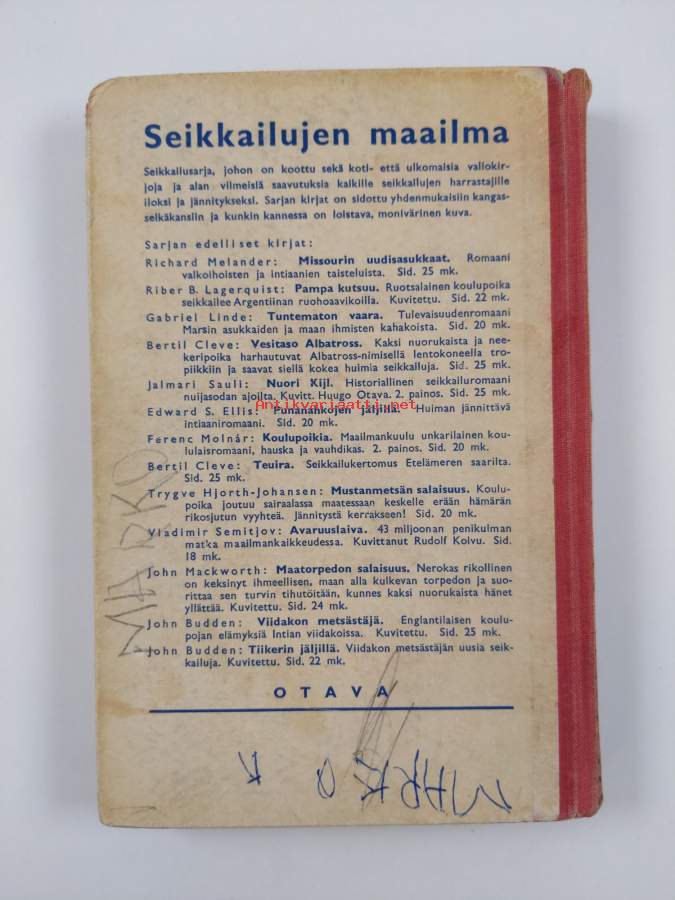 Seikkailujen maailma
Seikkailusarja, johon on koottu sekä koti- että ulkomaisia valiokir-
joja ja alan viimeisiä saavutuksia kaikille seikkailujen harrastajille
iloksi ja jännitykseksi. Sarjan kirjat on sidottu yhdenmukaisiin kangas-
selkäkansiin ja kunkin kannessa on loistava, monivärinen kuva.
Sarjan edelliset kirjat:
Richard Melander: Missourin uudisasukkaat. Romaani
valkoihoisten ja intiaanien taisteluista. Sid. 25 mk.
Riber B. Lagerquist: Pampa kutsuu. Ruotsalainen koulupoika
seikkailee Argentiinan ruohoaavikoilla. Kuvitettu. Sid. 22 mk.
Gabriel Linde: Tuntematon vaara. Tulevaisuudenromaani
Marsin asukkaiden ja maan ihmisten kahakoista. Sid. 20 mk.
Bertil Cleve: Vesitaso Albatross. Kaksi nuorukaista ja nee-
keripoika harhautuvat Albatross-nimisellä lentokoneella tro-
piikkiin ja saavat siellä kokea huimia seikkailuja. Sid. 25 mk.
Jalmari Sauli: Nuori Kijl. Historiallinen seikkailuromaani
nuijasodan ajoilta. Kuvitt. Huugo Otava. 2. painos. Sid. 25 mk.
Antikvariaatti.net
Edward S. Ellis: Punanahkojen jäljillä. Huiman jännittävä
intiaaniromaani. Sid. 20 mk.
Ferenc Molnár: Koulupoikia. Maailmankuulu unkarilainen kou-
lulaisromaani, hauska ja vauhdikas. 2. painos. Sid. 20 mk.
Bertil Cleve: Teuira. Seikkailukertomus Etelämeren saarilta.
Sid. 25 mk.
Trygve Hjorth-Johansen: Mustanmetsän salaisuus. Koulu-
poika joutuu sairaalassa maatessaan keskelle erään hämärän
rikosjutun vyyhteä. Jännitystä kerrakseen! Sid. 20 mk.
Vladimir Semitjov: Avaruuslaiva. 43 miljoonan penikulman
matka maailmankaikkeudessa. Kuvittanut Rudolf Koivu. Sid.
18 mk.
John Mackworth: Maatorpedon salaisuus. Nerokas rikollinen
on keksinyt ihmeellisen, maan alla kulkevan torpedon ja suo-
rittaa sen turvin tihutöitään, kunnes kaksi nuorukaista hänet
yllättää. Kuvitettu. Sid. 24 mk.
John Budden: Viidakon metsästäjä. Englantilaisen koulu-
pojan elämyksiä Intian viidakoissa. Kuvitettu. Sid. 25 mk.
John Budden: Tiikerin jäljillä. Viidakon metsästäjän uusia seik-
kailuja. Kuvitettu. Sid. 22 mk.
OTAVA
MARKO
MARKO K